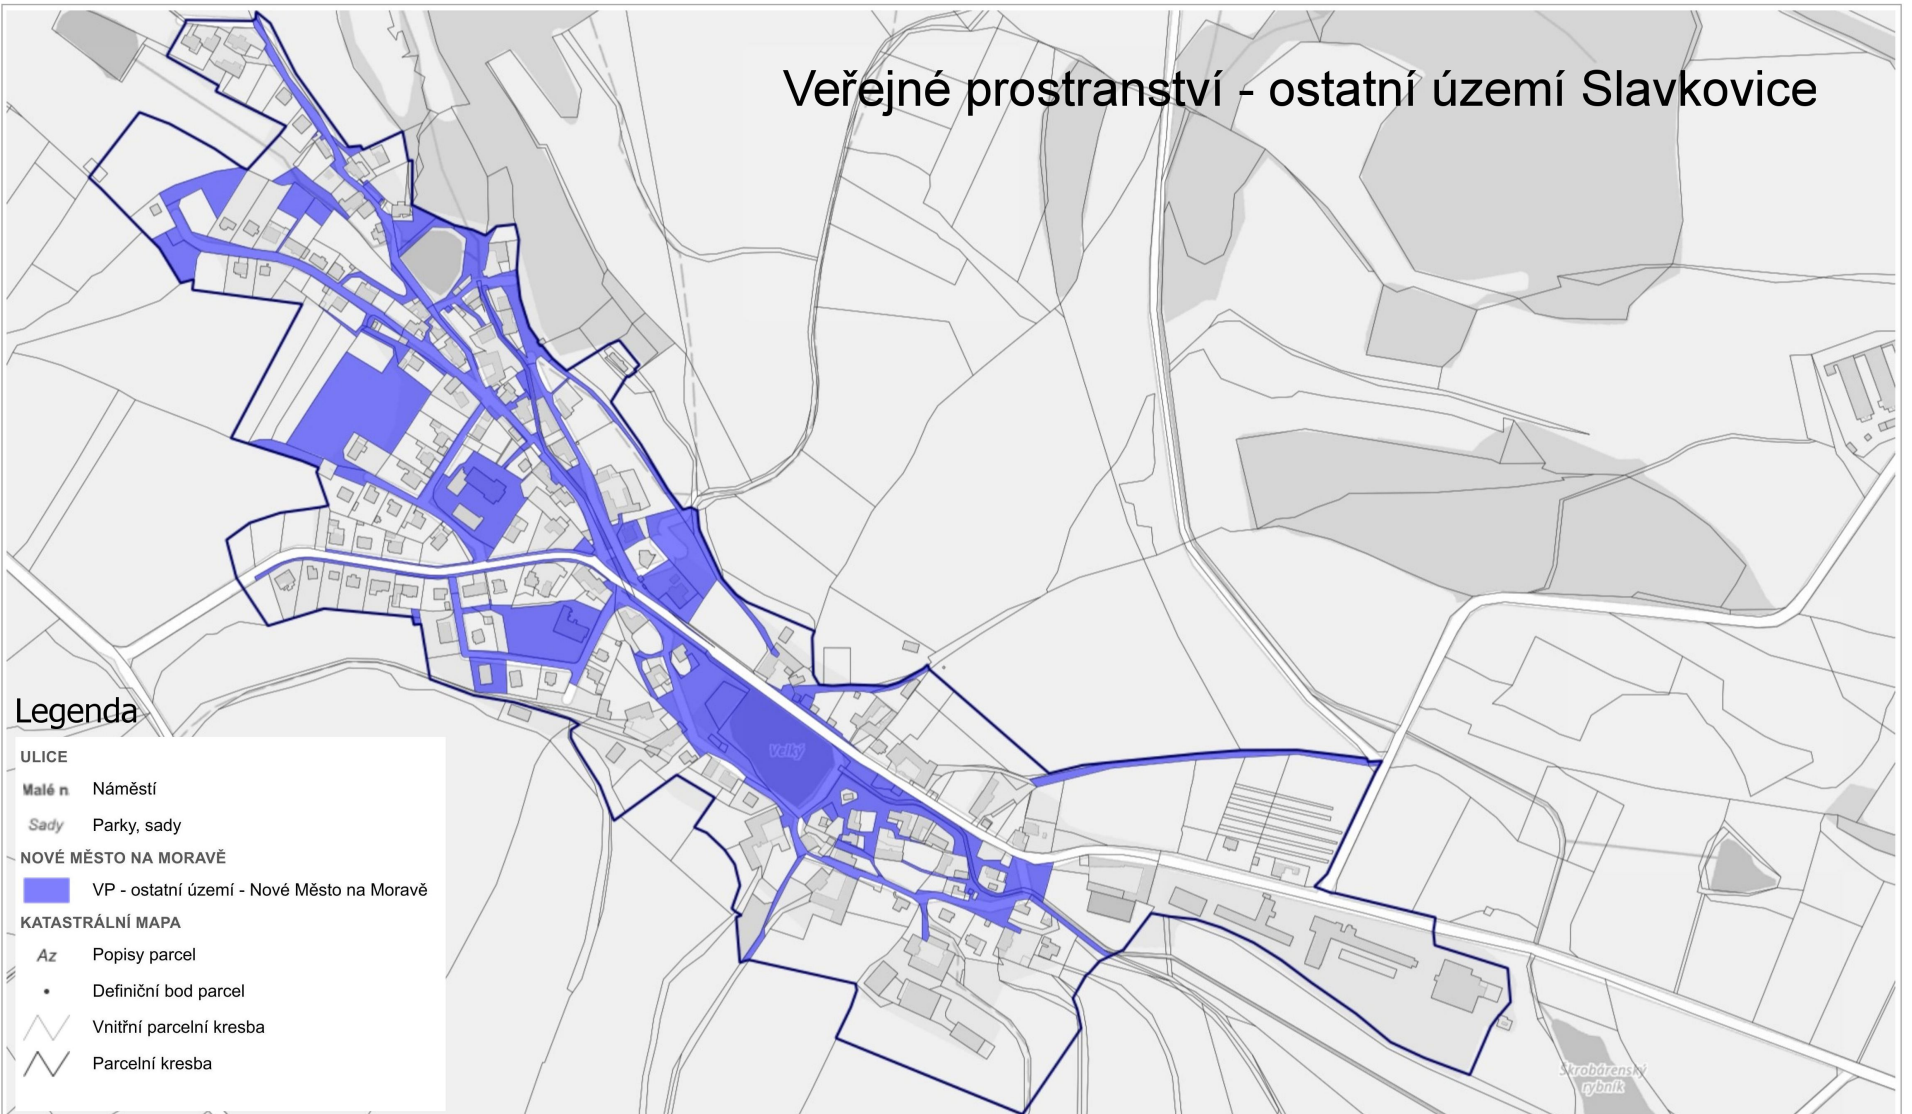 Veřejné prostranství - ostatní území Slavkovice
Velký
Legenda
ULICE
Malé n
Náměstí
Sady
Parky, sady
NOVÉ MĚSTO NA MORAVĚ
VP - ostatní území - Nové Město na Moravě
KATASTRÁLNÍ MAPA
Az
Popisy parcel
Definiční bod parcel
Vnitřní parcelní kresba
Parcelní kresba
Škrobárenský
rybník